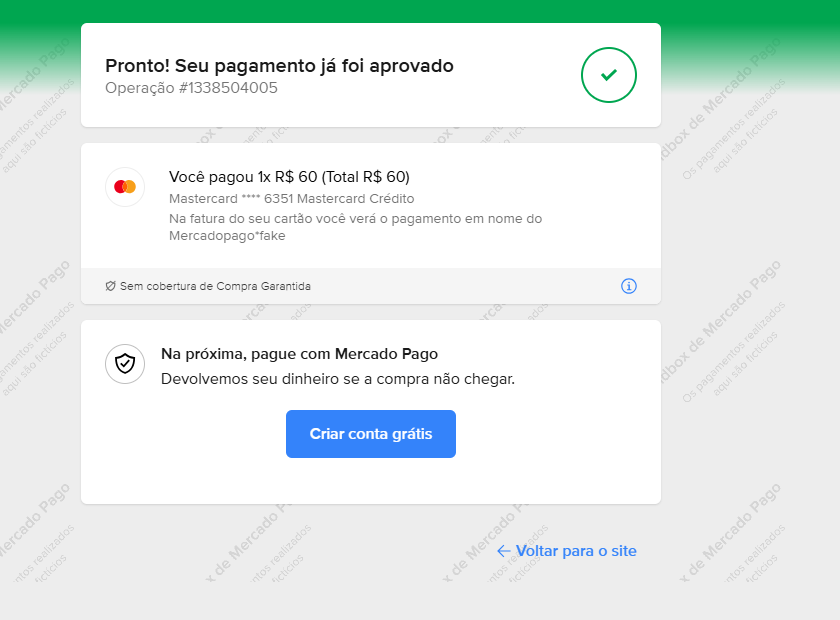 Pronto! Seu pagamento já foi aprovado
Operação #1338504005
Você pagou 1x R$ 60 (Total R$ 60)
Mastercard **** 6351 Mastercard Crédito
Na fatura do seu cartão você verá o pagamento em nome do
Mercadopago*fake
Sem cobertura de Compra Garantida
Na próxima, pague com Mercado Pago
Devolvemos seu dinheiro se a compra não chegar.
Criar conta grátis
← Voltar para o site
dbox de Mercado Pago
Os pagamentos realizados
aqui são fictícios